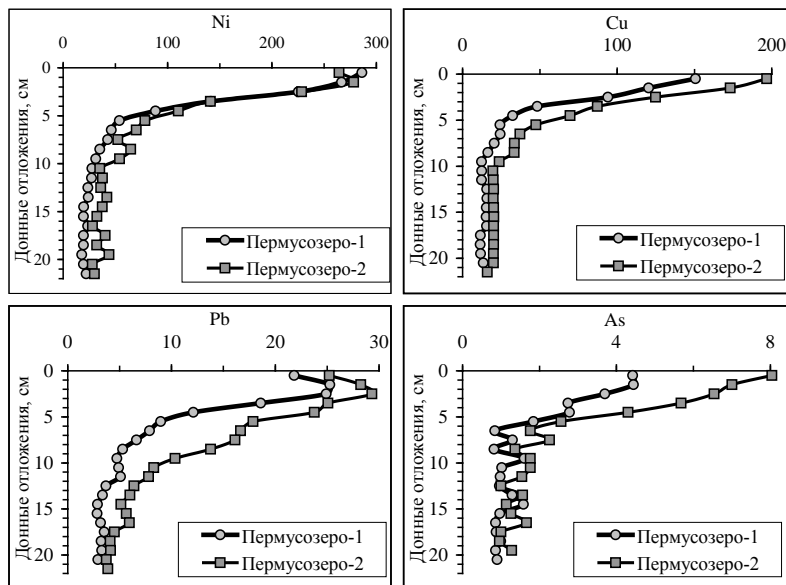 Ni
0 100 200 300
Донные отложения, см
0
5
10
15
20
Пермусозеро-1
Пермусозеро-2
Cu
0 100 200
Донные отложения, см
0
5
10
15
20
Пермусозеро-1
Пермусозеро-2
Pb
0 10 20 30
Донные отложения, см
0
5
10
15
20
Пермусозеро-1
Пермусозеро-2
As
0 4 8
Донные отложения, см
0
5
10
15
20
Пермусозеро-1
Пермусозеро-2